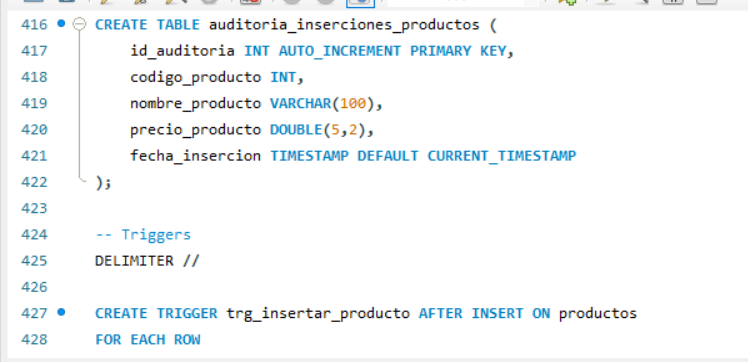 416 CREATE TABLE auditoria_inserciones_productos (
417 id_auditoria INT AUTO_INCREMENT PRIMARY KEY,
418 codigo_producto INT,
419 nombre_producto VARCHAR(100),
420 precio_producto DOUBLE(5,2),
421 fecha_insercion TIMESTAMP DEFAULT CURRENT_TIMESTAMP
422 );
423
424 -- Triggers
425 DELIMITER //
426
427 CREATE TRIGGER trg_insertar_producto AFTER INSERT ON productos
428 FOR EACH ROW